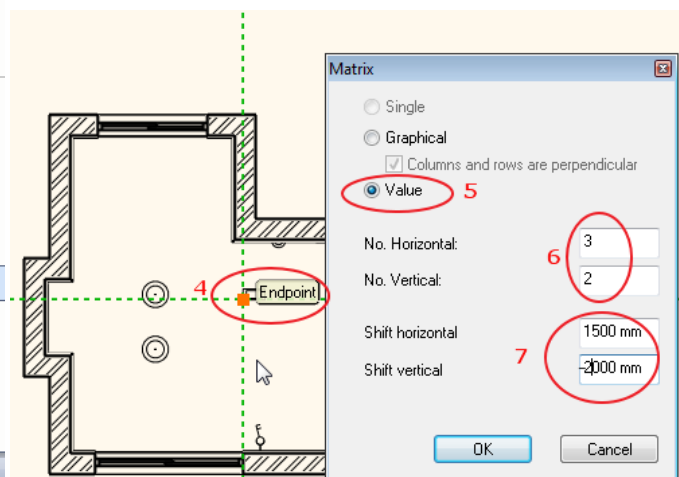 Matrix
Single
Graphical
Columns and rows are perpendicular
Value 5
No. Horizontal: 3
6
No. Vertical: 2
4 Endpoint
Shift horizontal 1500 mm
7
Shift vertical -2000 mm
OK Cancel